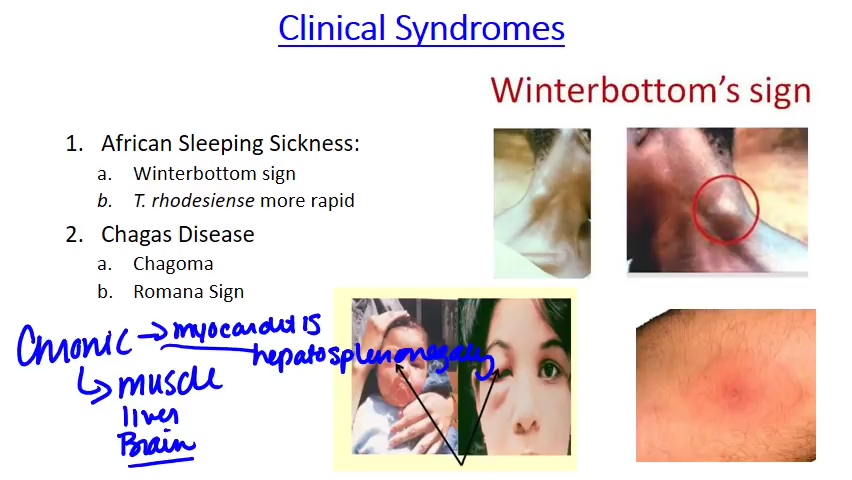 Clinical Syndromes
Winterbottom's sign
1. African Sleeping Sickness:
a. Winterbottom sign
b. T. rhodesiense more rapid
2. Chagas Disease
a. Chagoma
b. Romana Sign
Chronic → myocarditis
hepatosplenomegaly
↳ muscle
liver
Brain